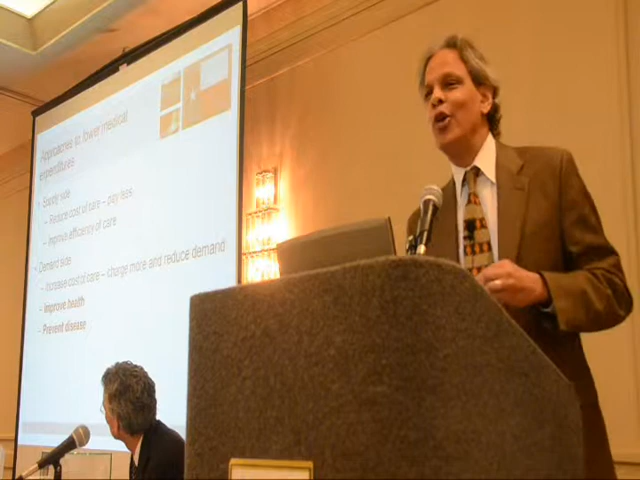 Approaches to lower medical
expenditures
Supply side
– Reduce cost of care – pay less
– Improve efficiency of care
Demand side
– Increase cost of care – charge more and reduce demand
– Improve health
– Prevent disease